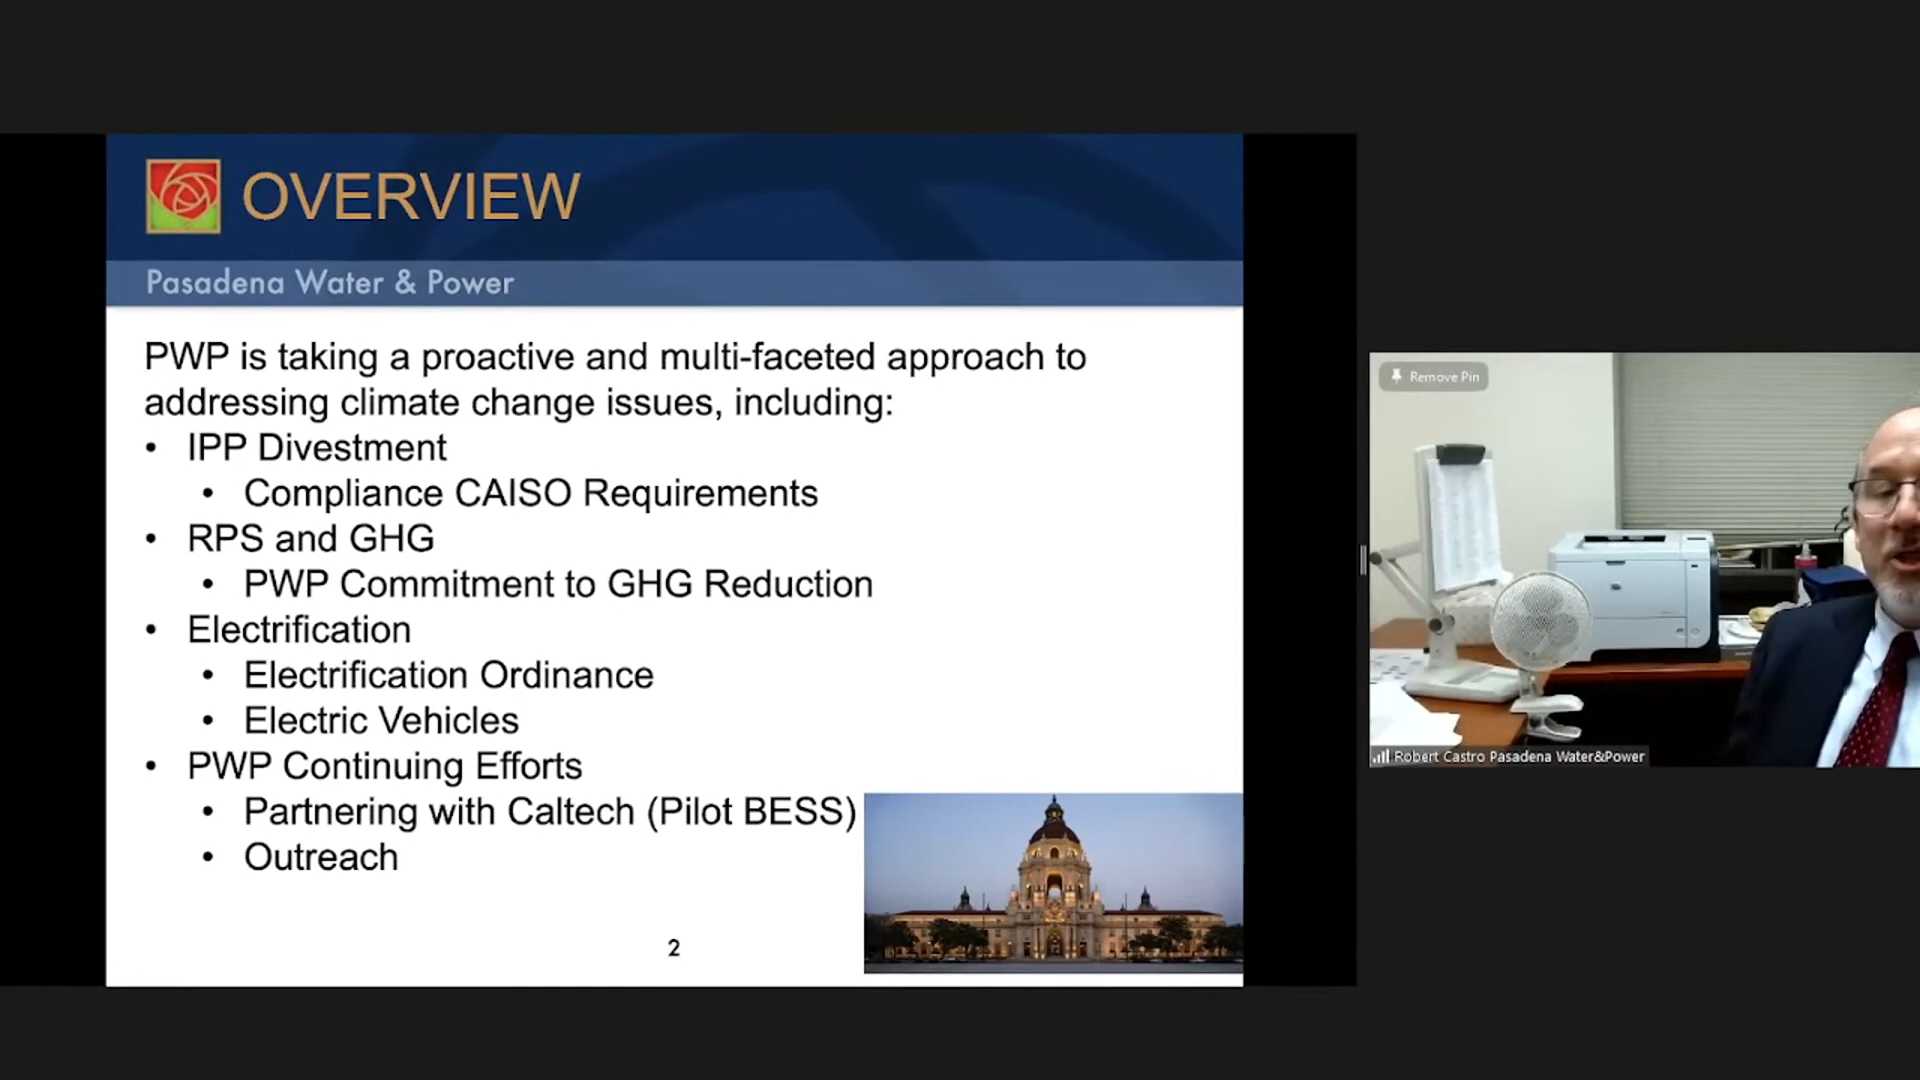 OVERVIEW
Pasadena Water & Power
PWP is taking a proactive and multi-faceted approach to
addressing climate change issues, including:
• IPP Divestment
• Compliance CAISO Requirements
• RPS and GHG
• PWP Commitment to GHG Reduction
• Electrification
• Electrification Ordinance
• Electric Vehicles
• PWP Continuing Efforts
• Partnering with Caltech (Pilot BESS)
• Outreach
2
Remove Pin
Robert Castro Pasadena Water&Power